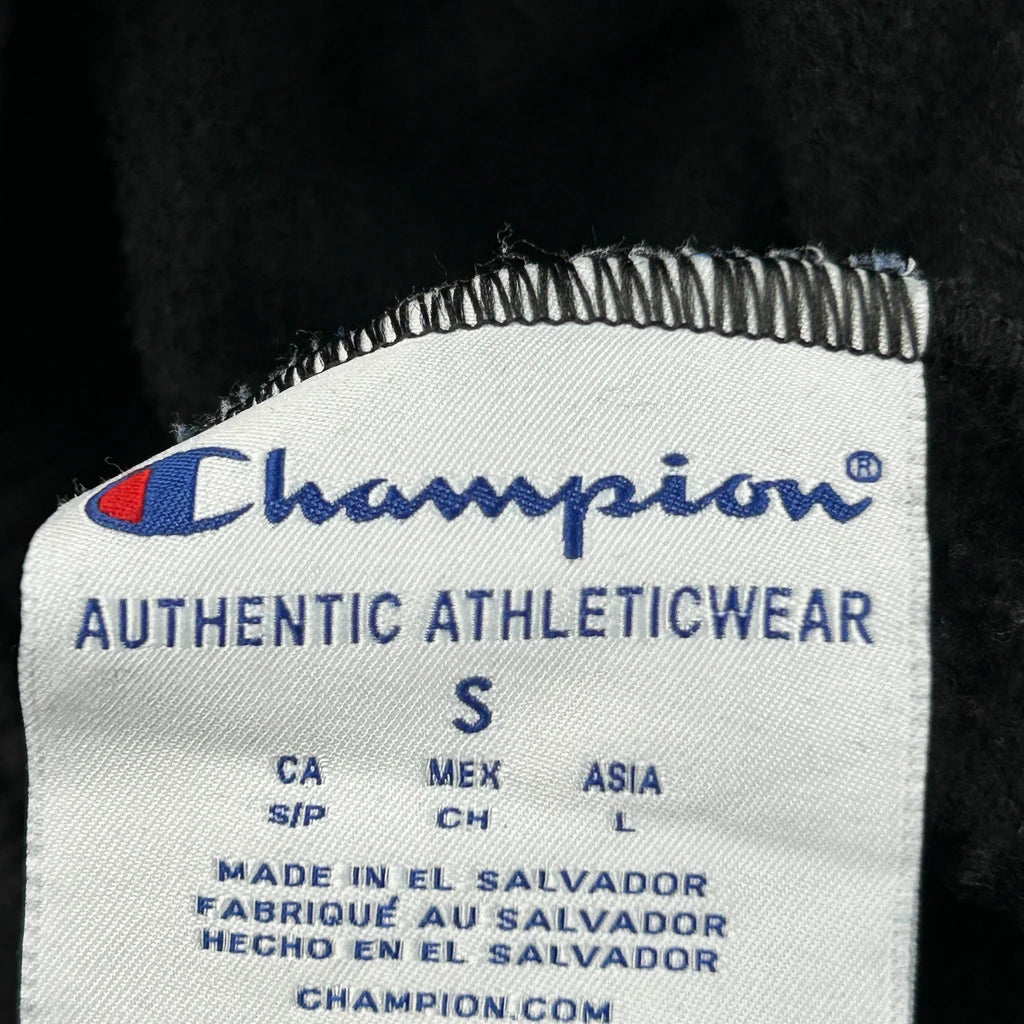 Champion®
AUTHENTIC ATHLETICWEAR
S
CA MEX ASIA
S/P CH L
MADE IN EL SALVADOR
FABRIQUÉ AU SALVADOR
HECHO EN EL SALVADOR
CHAMPION.COM